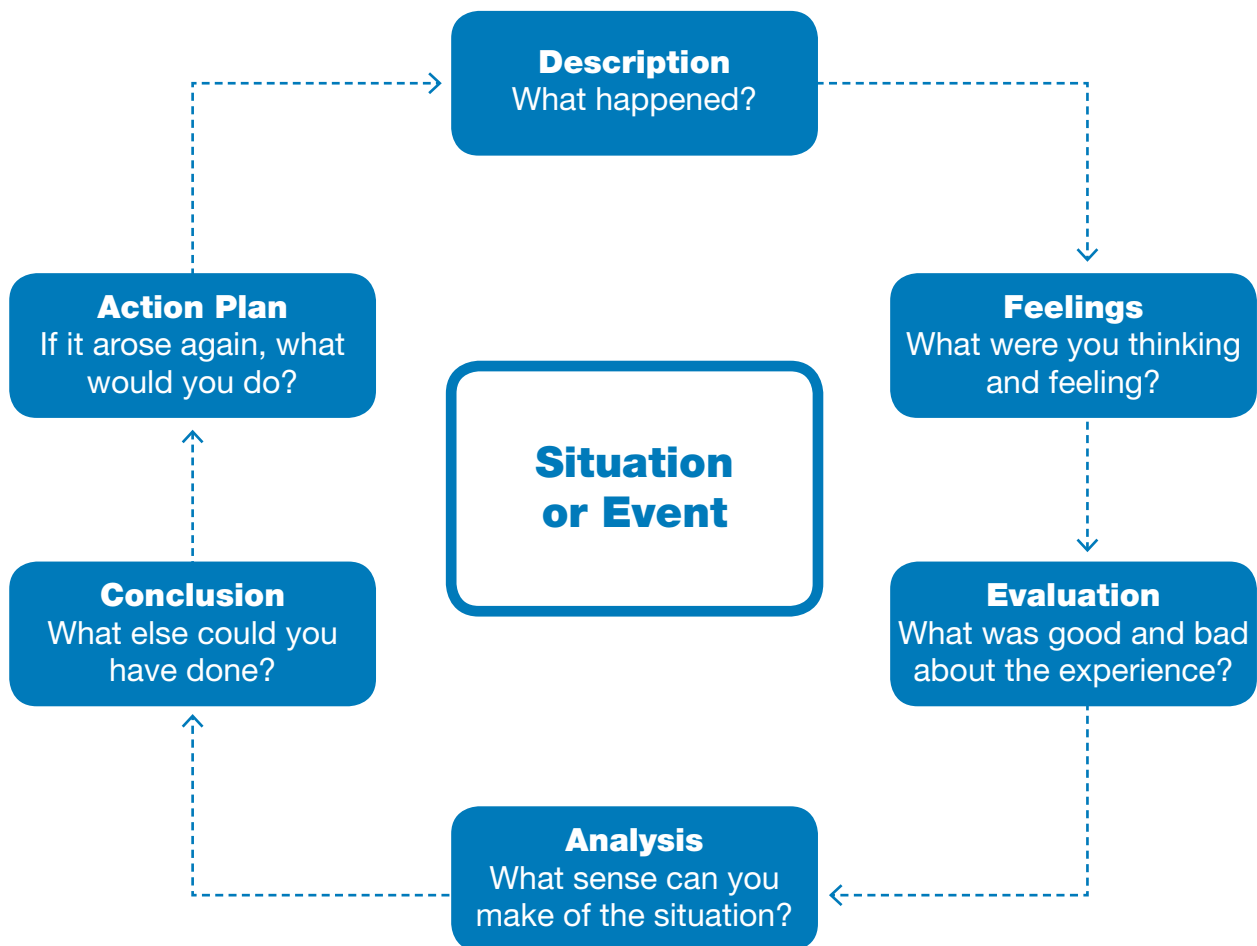 Description
What happened?
Feelings
What were you thinking
and feeling?
Evaluation
What was good and bad
about the experience?
Analysis
What sense can you
make of the situation?
Conclusion
What else could you
have done?
Action Plan
If it arose again, what
would you do?
Situation
or Event